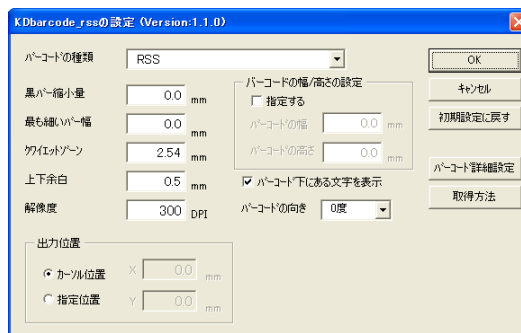 KDbarcode_rssの設定 (Version:1.1.0)
バーコードの種類 RSS
黒バー縮小量 0.0 mm
最も細いバー幅 0.0 mm
クワイエットゾーン 2.54 mm
上下余白 0.5 mm
解像度 300 DPI
バーコードの幅/高さの設定
指定する
バーコードの幅 0.0 mm
バーコードの高さ 0.0 mm
バーコード下にある文字を表示
バーコードの向き 0度
出力位置
カーソル位置 X 0.0 mm
指定位置 Y 0.0 mm
OK
キャンセル
初期設定に戻す
バーコード詳細設定
取得方法